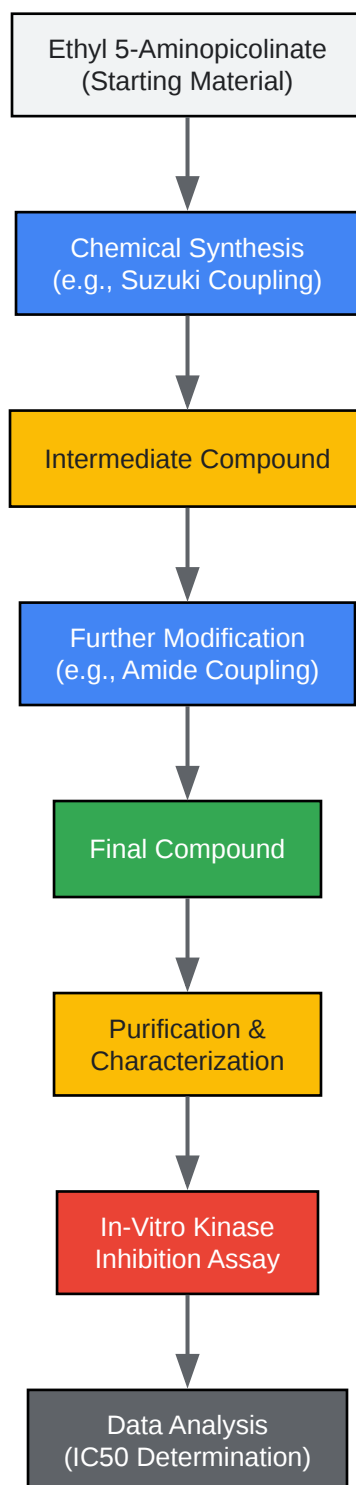 Ethyl 5-Aminopicolinate
(Starting Material)
Chemical Synthesis
(e.g., Suzuki Coupling)
Intermediate Compound
Further Modification
(e.g., Amide Coupling)
Final Compound
Purification &
Characterization
In-Vitro Kinase
Inhibition Assay
Data Analysis
(IC50 Determination)